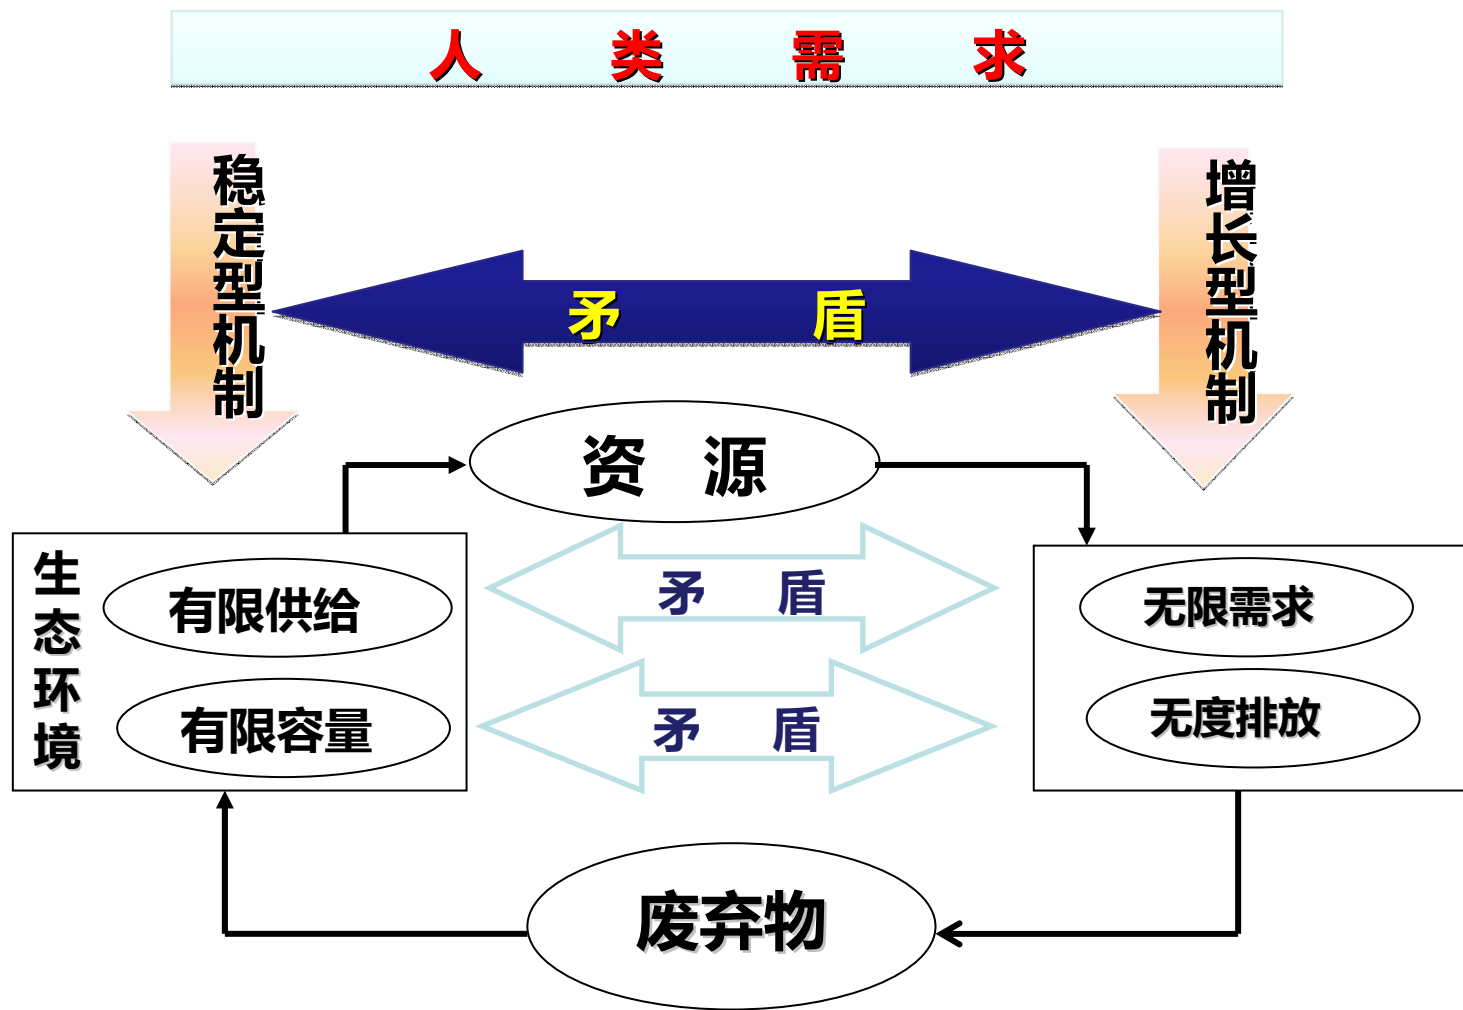 人类需求
稳定型机制
增长型机制
矛盾
资源
生态环境
有限供给
有限容量
矛盾
矛盾
无限需求
无度排放
废弃物